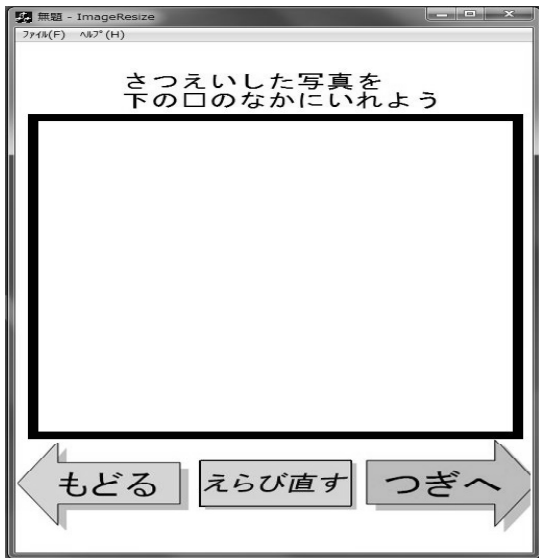 無題 - ImageResize
ﾌｧｲﾙ(F) ﾍﾙﾌﾟ(H)
さつえいした写真を
下の□のなかにいれよう
もどる えらび直す つぎへ